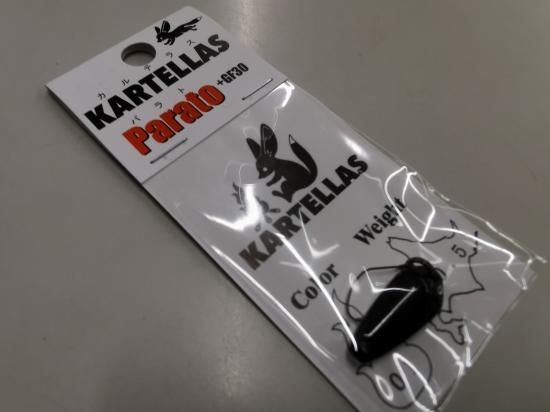 カルテラス
KARTELLAS
パラト
Parato +GF30
KARTELLAS
Color
Weight